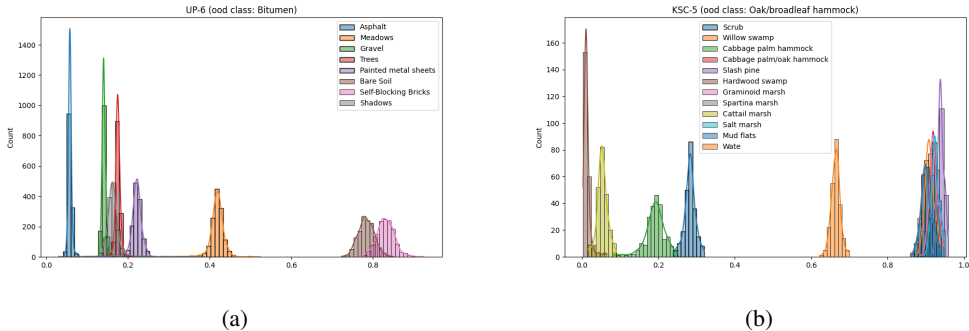 UP-6 (ood class: Bitumen)
Count
1400
1200
1000
800
600
400
200
0
0.0 0.2 0.4 0.6 0.8
Asphalt
Meadows
Gravel
Trees
Painted metal sheets
Bare Soil
Self-Blocking Bricks
Shadows
(a)
KSC-5 (ood class: Oak/broadleaf hammock)
Count
160
140
120
100
80
60
40
20
0
0.0 0.2 0.4 0.6 0.8 1.0
Scrub
Willow swamp
Cabbage palm hammock
Cabbage palm/oak hammock
Slash pine
Hardwood swamp
Graminoid marsh
Spartina marsh
Cattail marsh
Salt marsh
Mud flats
Wate
(b)